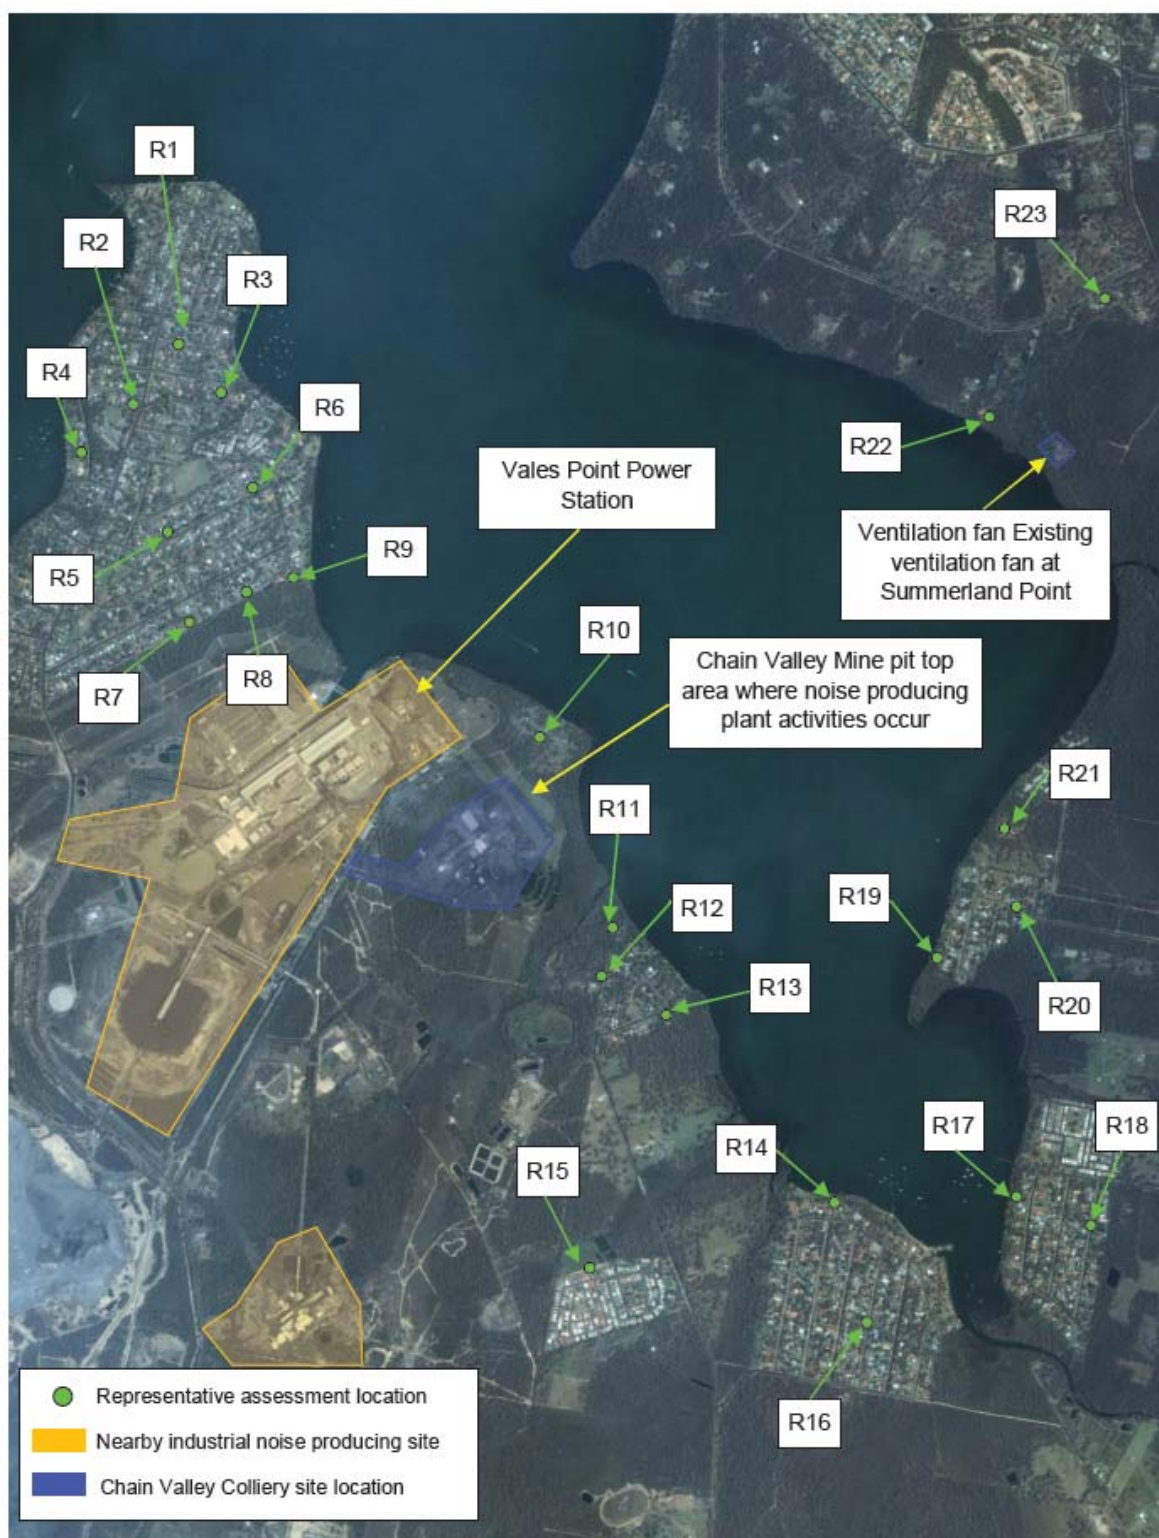 R1
R23
R2
R3
R4
R6
R22
Vales Point Power
Station
Ventilation fan Existing
ventilation fan at
Summerland Point
R5
R9
R10
R7
R8
Chain Valley Mine pit top
area where noise producing
plant activities occur
R21
R11
R12
R19
R13
R20
R17
R18
R14
R15
R16
Representative assessment location
Nearby industrial noise producing site
Chain Valley Colliery site location